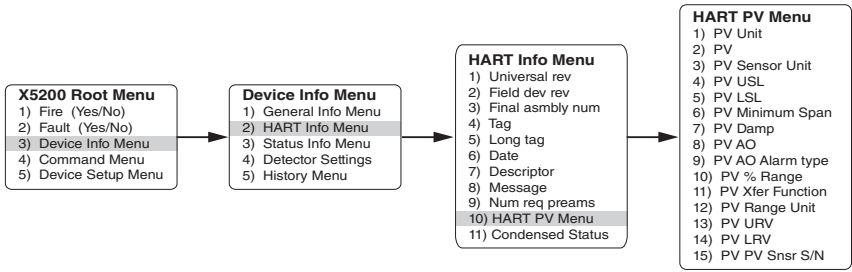 X5200 Root Menu
1) Fire (Yes/No)
2) Fault (Yes/No)
3) Device Info Menu
4) Command Menu
5) Device Setup Menu
Device Info Menu
1) General Info Menu
2) HART Info Menu
3) Status Info Menu
4) Detector Settings
5) History Menu
HART Info Menu
1) Universal rev
2) Field dev rev
3) Final asmbly num
4) Tag
5) Long tag
6) Date
7) Descriptor
8) Message
9) Num req preams
10) HART PV Menu
11) Condensed Status
HART PV Menu
1) PV Unit
2) PV
3) PV Sensor Unit
4) PV USL
5) PV LSL
6) PV Minimum Span
7) PV Damp
8) PV AO
9) PV AO Alarm type
10) PV % Range
11) PV Xfer Function
12) PV Range Unit
13) PV URV
14) PV LRV
15) PV PV Snsr S/N